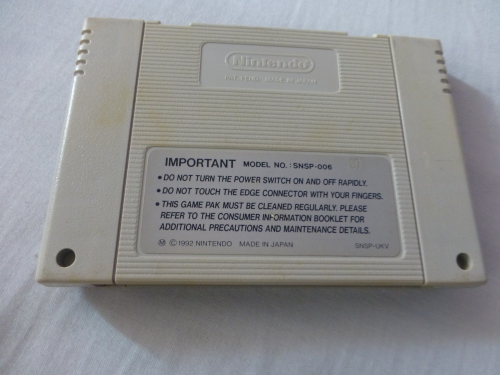 Nintendo
IMPORTANT MODEL NO.: SNSP-006
• DO NOT TURN THE POWER SWITCH ON AND OFF RAPIDLY.
• DO NOT TOUCH THE EDGE CONNECTOR WITH YOUR FINGERS.
• THIS GAME PAK MUST BE CLEANED REGULARLY. PLEASE
REFER TO THE CONSUMER INFORMATION BOOKLET FOR
ADDITIONAL PRECAUTIONS AND MAINTENANCE DETAILS.
Ⓜ ©1992 NINTENDO MADE IN JAPAN SNSP-UKV